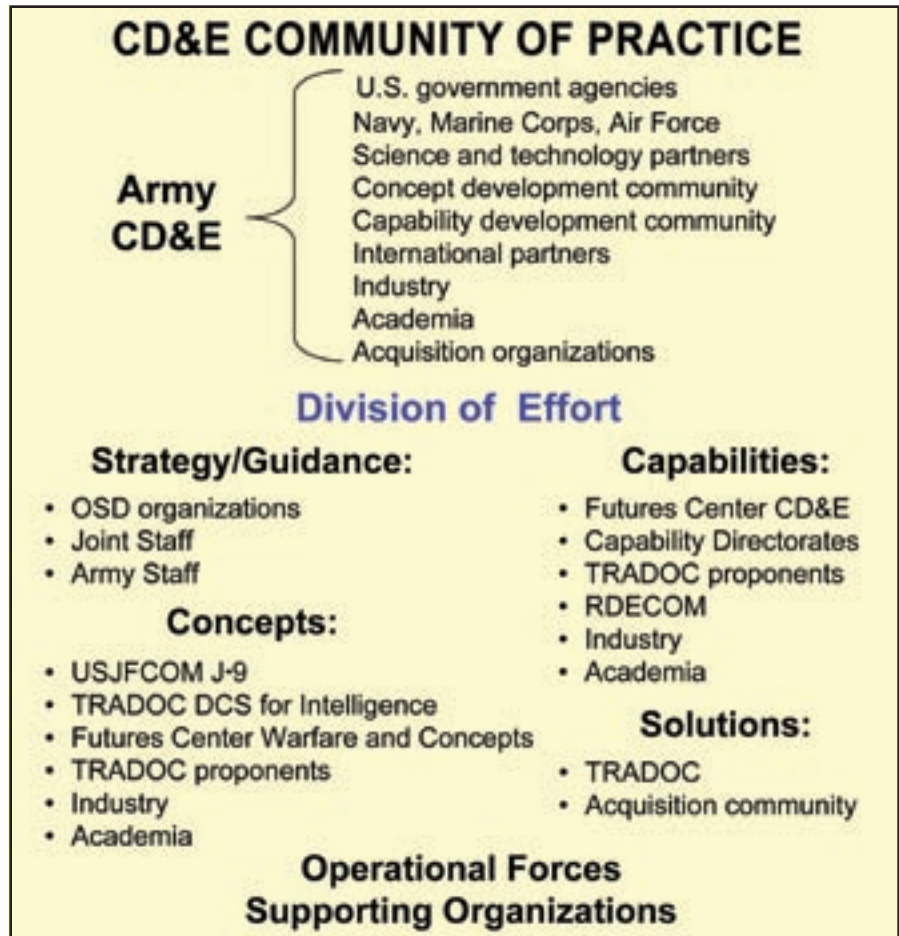 CD&E COMMUNITY OF PRACTICE
Army
CD&E
U.S. government agencies
Navy, Marine Corps, Air Force
Science and technology partners
Concept development community
Capability development community
International partners
Industry
Academia
Acquisition organizations
Division of Effort
Strategy/Guidance:
• OSD organizations
• Joint Staff
• Army Staff
Concepts:
• USJFCOM J-9
• TRADOC DCS for Intelligence
• Futures Center Warfare and Concepts
• TRADOC proponents
• Industry
• Academia
Capabilities:
• Futures Center CD&E
• Capability Directorates
• TRADOC proponents
• RDECOM
• Industry
• Academia
Solutions:
• TRADOC
• Acquisition community
Operational Forces
Supporting Organizations